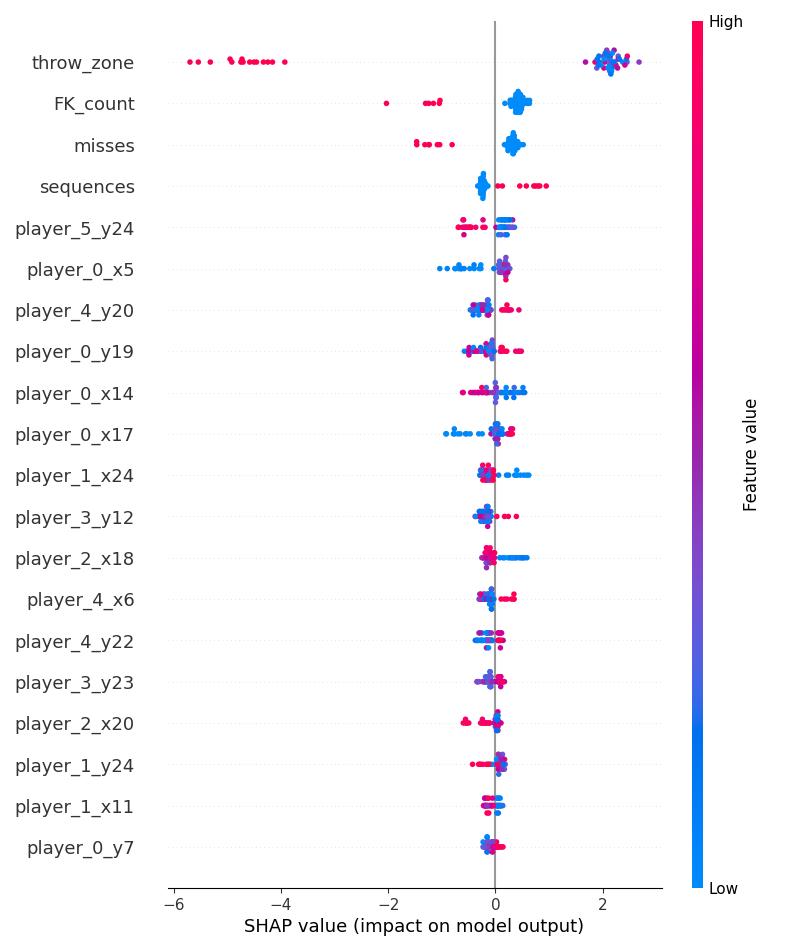 High
throw_zone
FK_count
misses
sequences
player_5_y24
player_0_x5
player_4_y20
player_0_y19
player_0_x14
player_0_x17
player_1_x24
player_3_y12
player_2_x18
player_4_x6
player_4_y22
player_3_y23
player_2_x20
player_1_y24
player_1_x11
player_0_y7
Feature value
Low
−6 −4 −2 0 2
SHAP value (impact on model output)